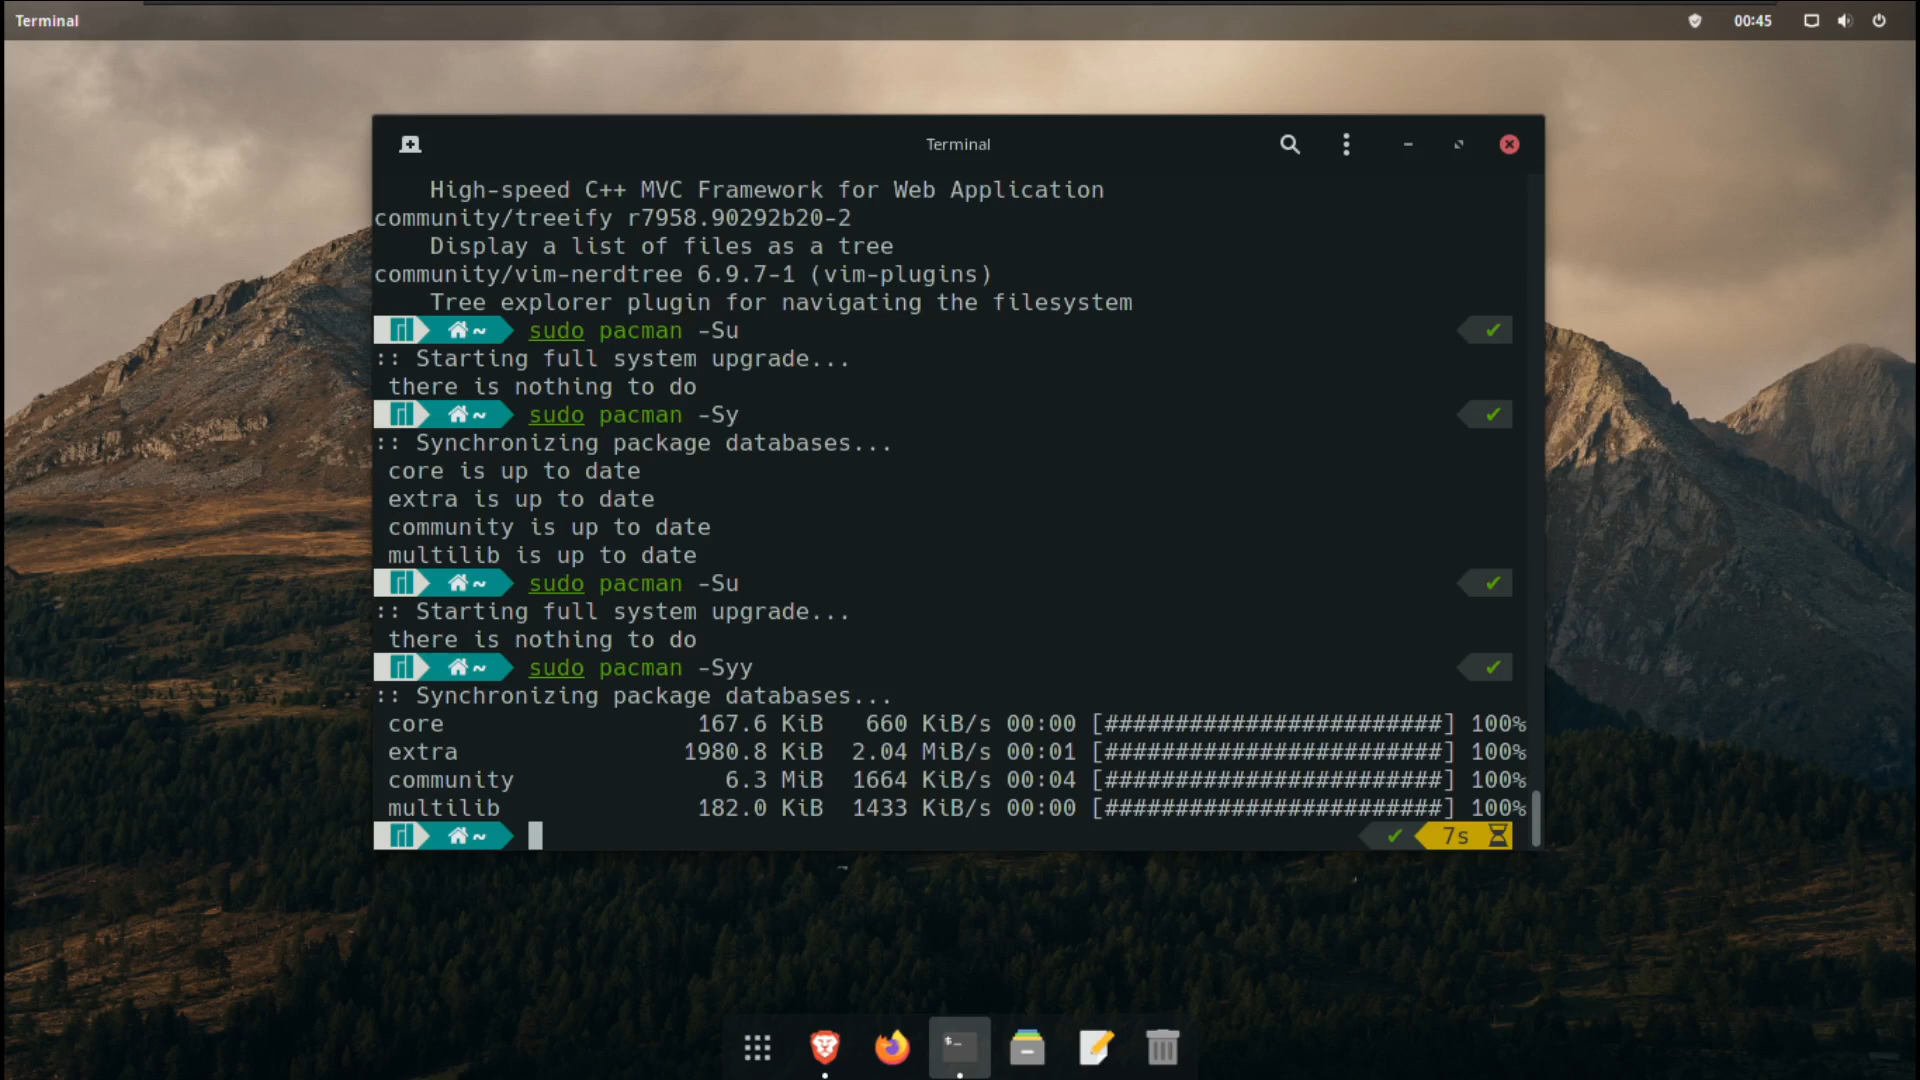 Terminal 00:45
Terminal
High-speed C++ MVC Framework for Web Application
community/treeify r7958.90292b20-2
Display a list of files as a tree
community/vim-nerdtree 6.9.7-1 (vim-plugins)
Tree explorer plugin for navigating the filesystem
~ sudo pacman -Su ✔
:: Starting full system upgrade...
there is nothing to do
~ sudo pacman -Sy ✔
:: Synchronizing package databases...
core is up to date
extra is up to date
community is up to date
multilib is up to date
~ sudo pacman -Su ✔
:: Starting full system upgrade...
there is nothing to do
~ sudo pacman -Syy ✔
:: Synchronizing package databases...
core 167.6 KiB 660 KiB/s 00:00 [########################] 100%
extra 1980.8 KiB 2.04 MiB/s 00:01 [########################] 100%
community 6.3 MiB 1664 KiB/s 00:04 [########################] 100%
multilib 182.0 KiB 1433 KiB/s 00:00 [########################] 100%
~ ✔ 7s
$_